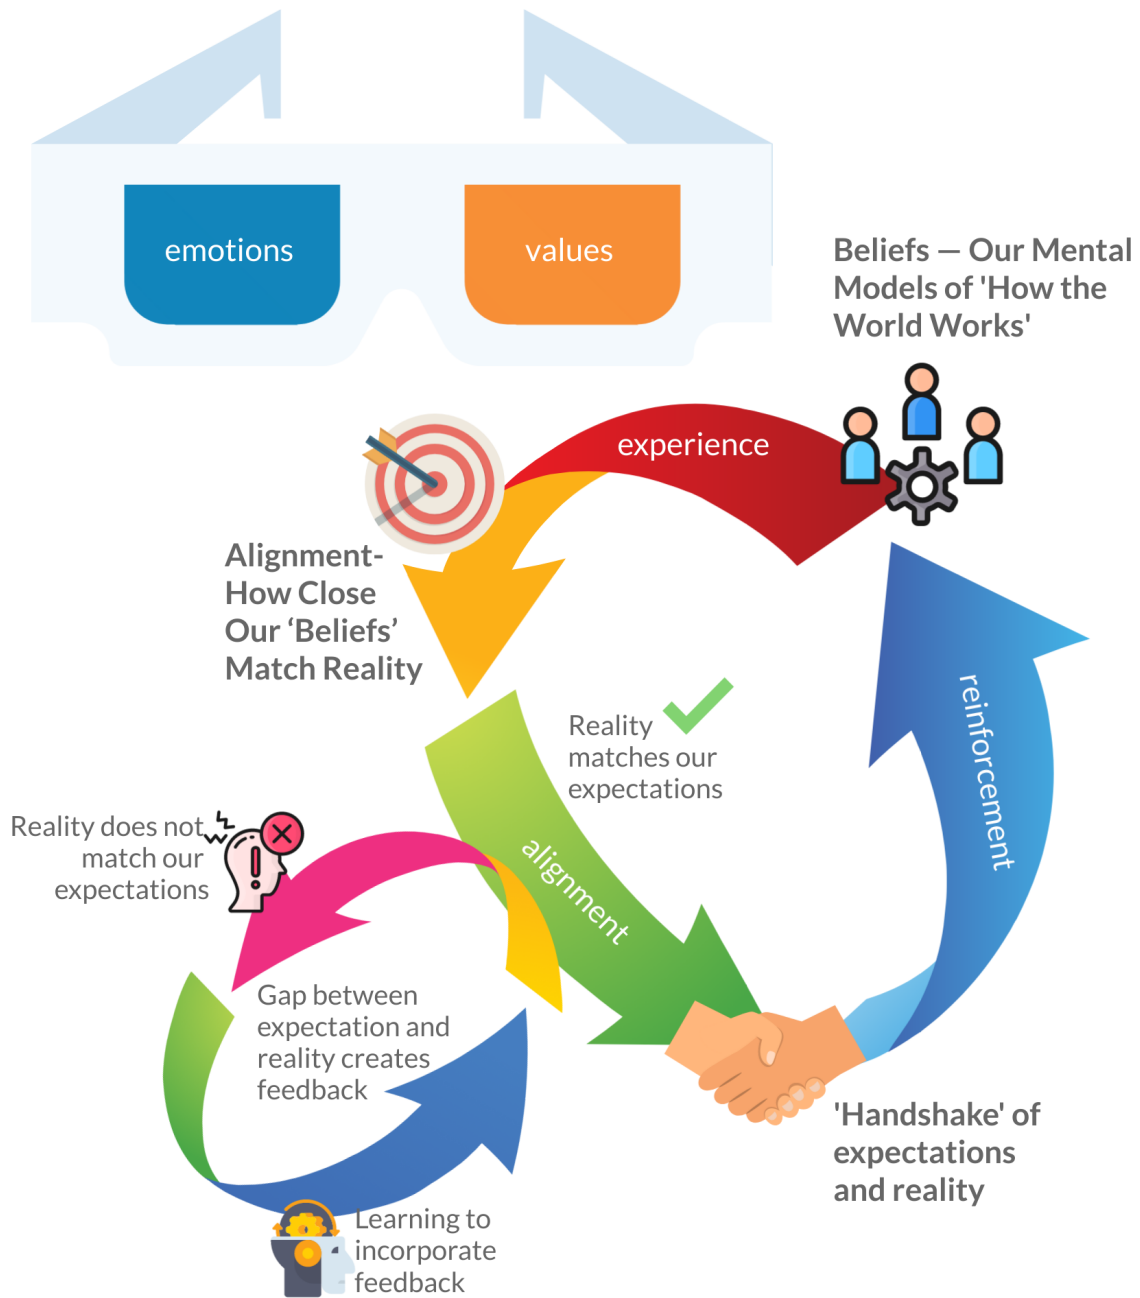 emotions
values
Beliefs — Our Mental
Models of 'How the
World Works'
experience
Alignment-
How Close
Our ‘Beliefs’
Match Reality
Reality
matches our
expectations
reinforcement
alignment
Reality does not
match our
expectations
Gap between
expectation and
reality creates
feedback
'Handshake' of
expectations
and reality
Learning to
incorporate
feedback